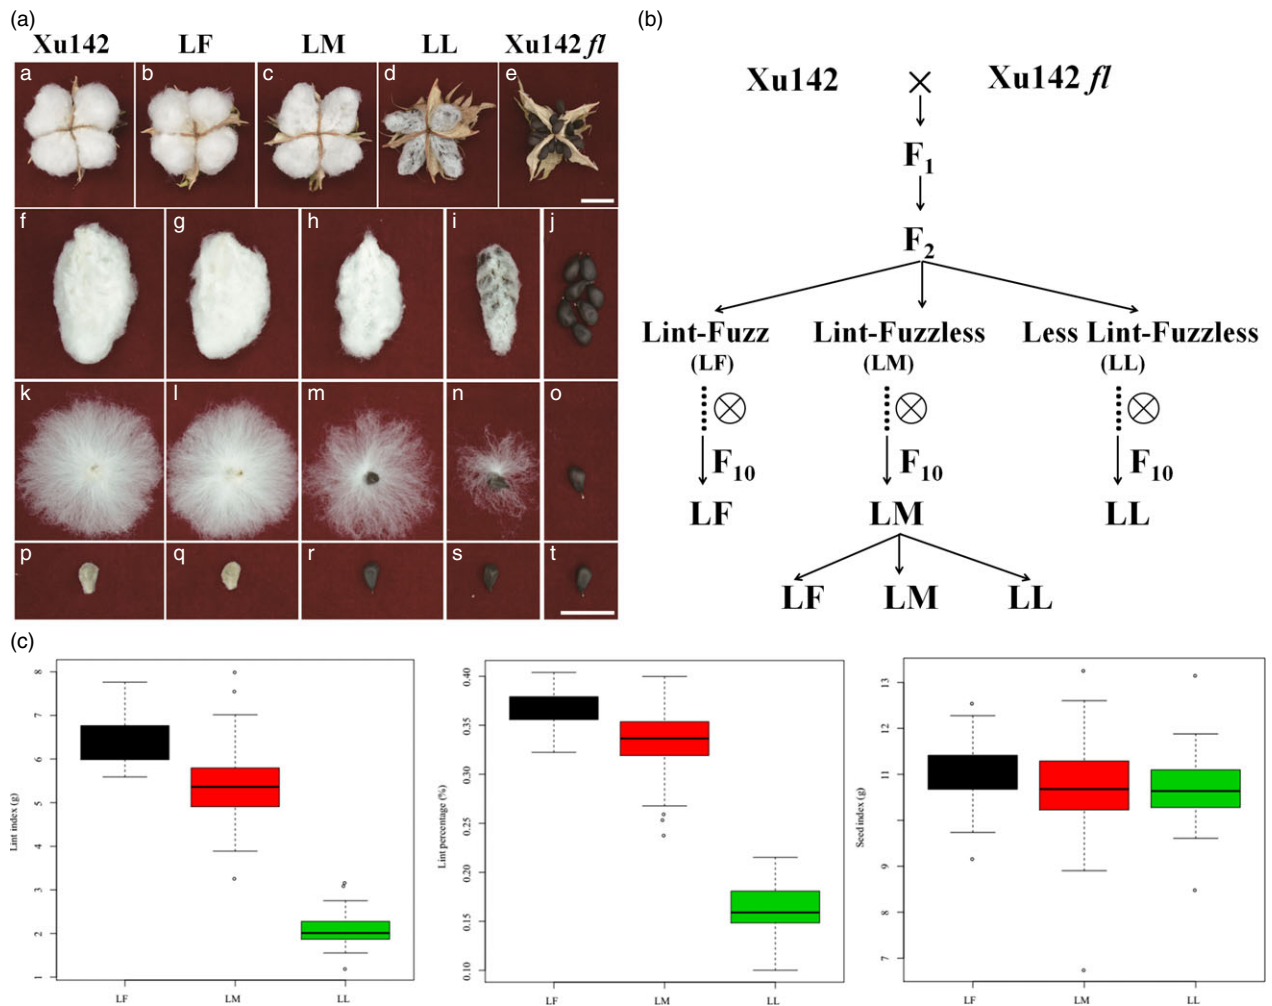 (a)
Xu142 LF LM LL Xu142 fl
a b c d e
f g h i j
k l m n o
p q r s t
(b)
Xu142 × Xu142 fl
F1
F2
Lint-Fuzz Lint-Fuzzless Less Lint-Fuzzless
(LF) (LM) (LL)
F10 F10 F10
LF LM LL
LF LM LL
(c)
Lint index (g)
8
7
6
5
4
3
2
1
LF LM LL
Lint percentage (%)
0.40
0.35
0.30
0.25
0.20
0.15
0.10
LF LM LL
Seed index (g)
13
12
11
9
8
7
LF LM LL